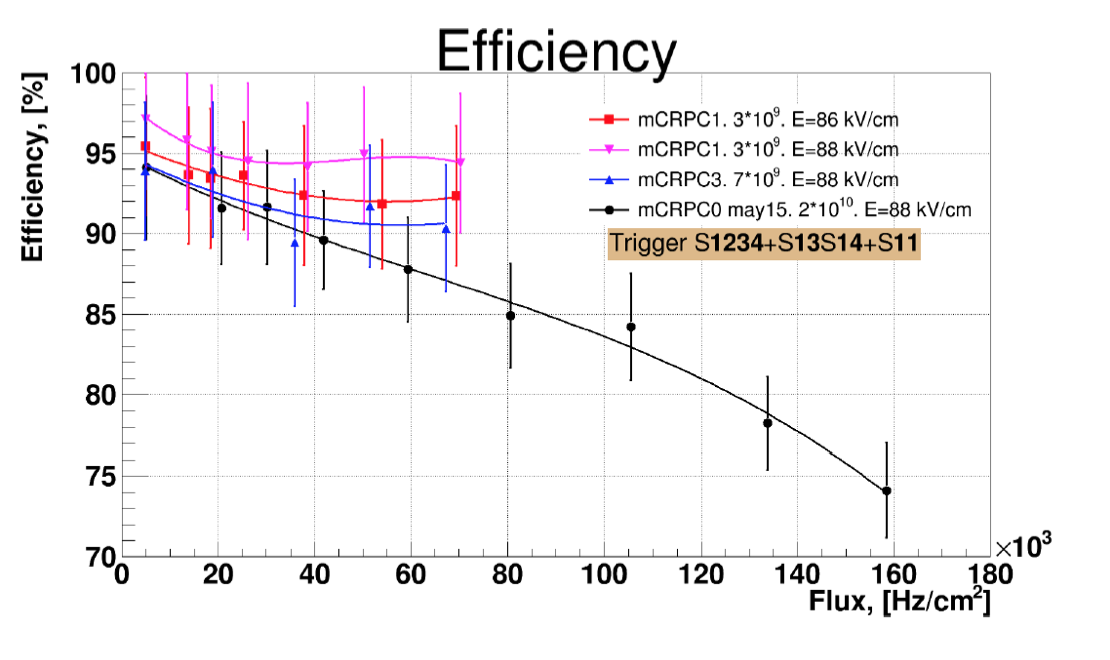 Efficiency
Efficiency, [%]
100
95
90
85
80
75
70
mCRPC1. 3*10⁹. E=86 kV/cm
mCRPC1. 3*10⁹. E=88 kV/cm
mCRPC3. 7*10⁹. E=88 kV/cm
mCRPC0 may15. 2*10¹⁰. E=88 kV/cm
Trigger S1234+S13S14+S11
0 20 40 60 80 100 120 140 160 180
×10³
Flux, [Hz/cm²]